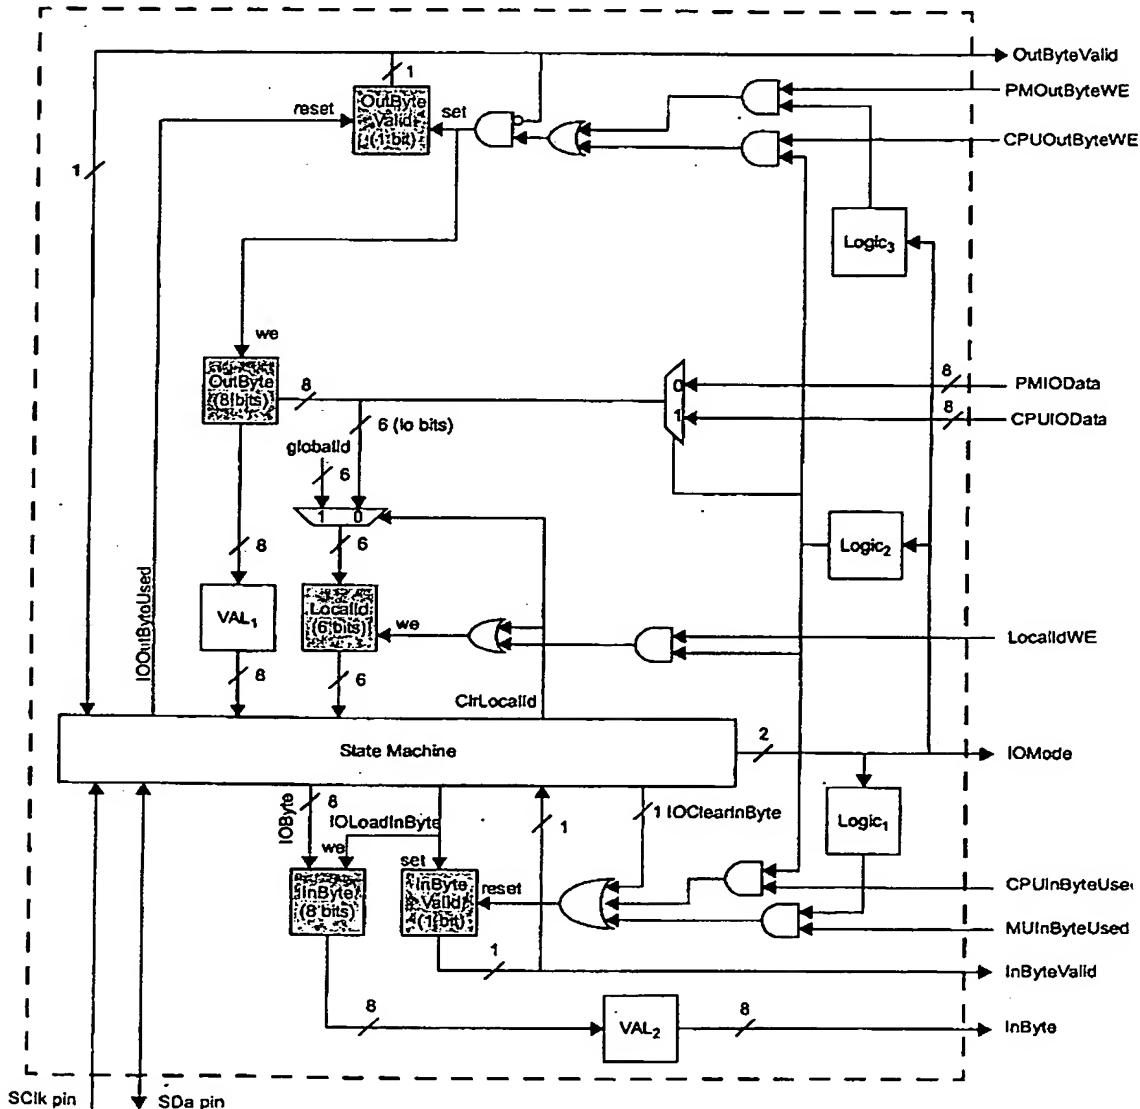 OutByteValid
1
PMOutByteWE
reset
OutByte
Valid
(1 bit)
set
CPUOutByteWE
1
Logic3
we
OutByte
(8 bits)
8
0
8
PMIOData
1
8
CPUIOData
6 (lo bits)
globalId
6
1 0
8
6
Logic2
IOOutByteUsed
VAL1
LocalId
(6 bits)
we
LocalIdWE
8
6
ClrLocalId
State Machine
2
IOMode
IOByte
8
IOLoadInByte
1
1 IOClearInByte
Logic1
we
set
InByte
(8 bits)
InByte
Valid
(1 bit)
reset
CPUInByteUsed
MUInByteUsed
1
InByteValid
8
VAL2
8
InByte
SClk pin
SDa pin